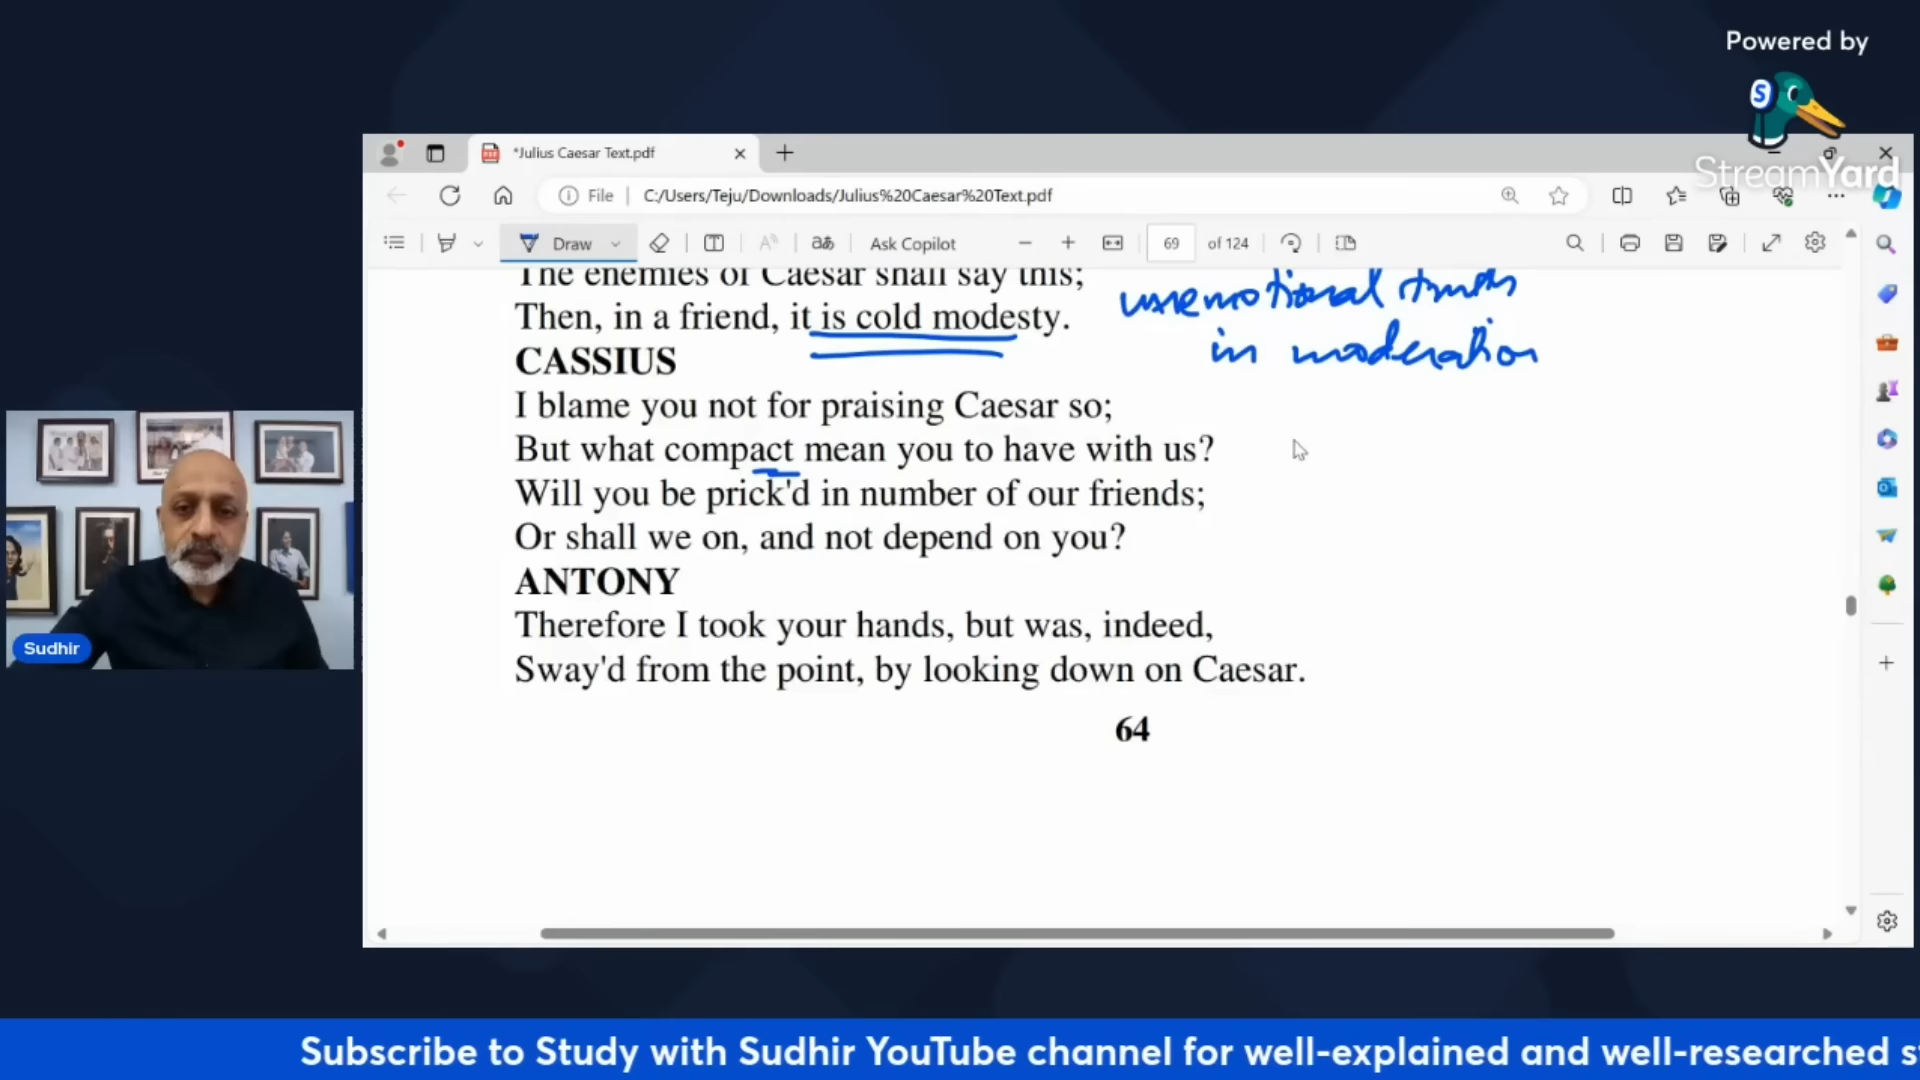 Powered by
S
StreamYard
*Julius Caesar Text.pdf
File
C:/Users/Teju/Downloads/Julius%20Caesar%20Text.pdf
Draw
aあ
Ask Copilot
69
of 124
The enemies of Caesar shall say this;
Then, in a friend, it is cold modesty.
unemotional truth
in moderation
CASSIUS
I blame you not for praising Caesar so;
But what compact mean you to have with us?
Will you be prick'd in number of our friends;
Or shall we on, and not depend on you?
ANTONY
Therefore I took your hands, but was, indeed,
Sway'd from the point, by looking down on Caesar.
64
Sudhir
Subscribe to Study with Sudhir YouTube channel for well-explained and well-researched s